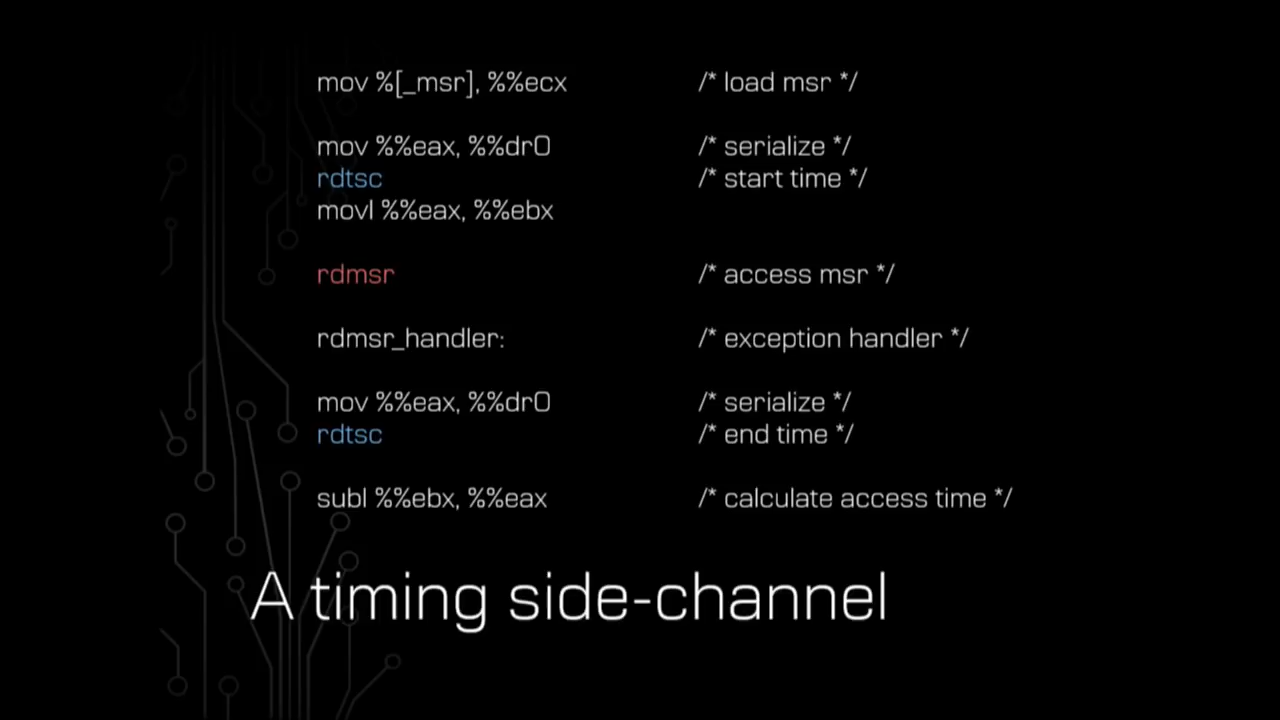 mov %[_msr], %%ecx /* load msr */
mov %%eax, %%dr0 /* serialize */
rdtsc /* start time */
movl %%eax, %%ebx
rdmsr /* access msr */
rdmsr_handler: /* exception handler */
mov %%eax, %%dr0 /* serialize */
rdtsc /* end time */
subl %%ebx, %%eax /* calculate access time */
A timing side-channel